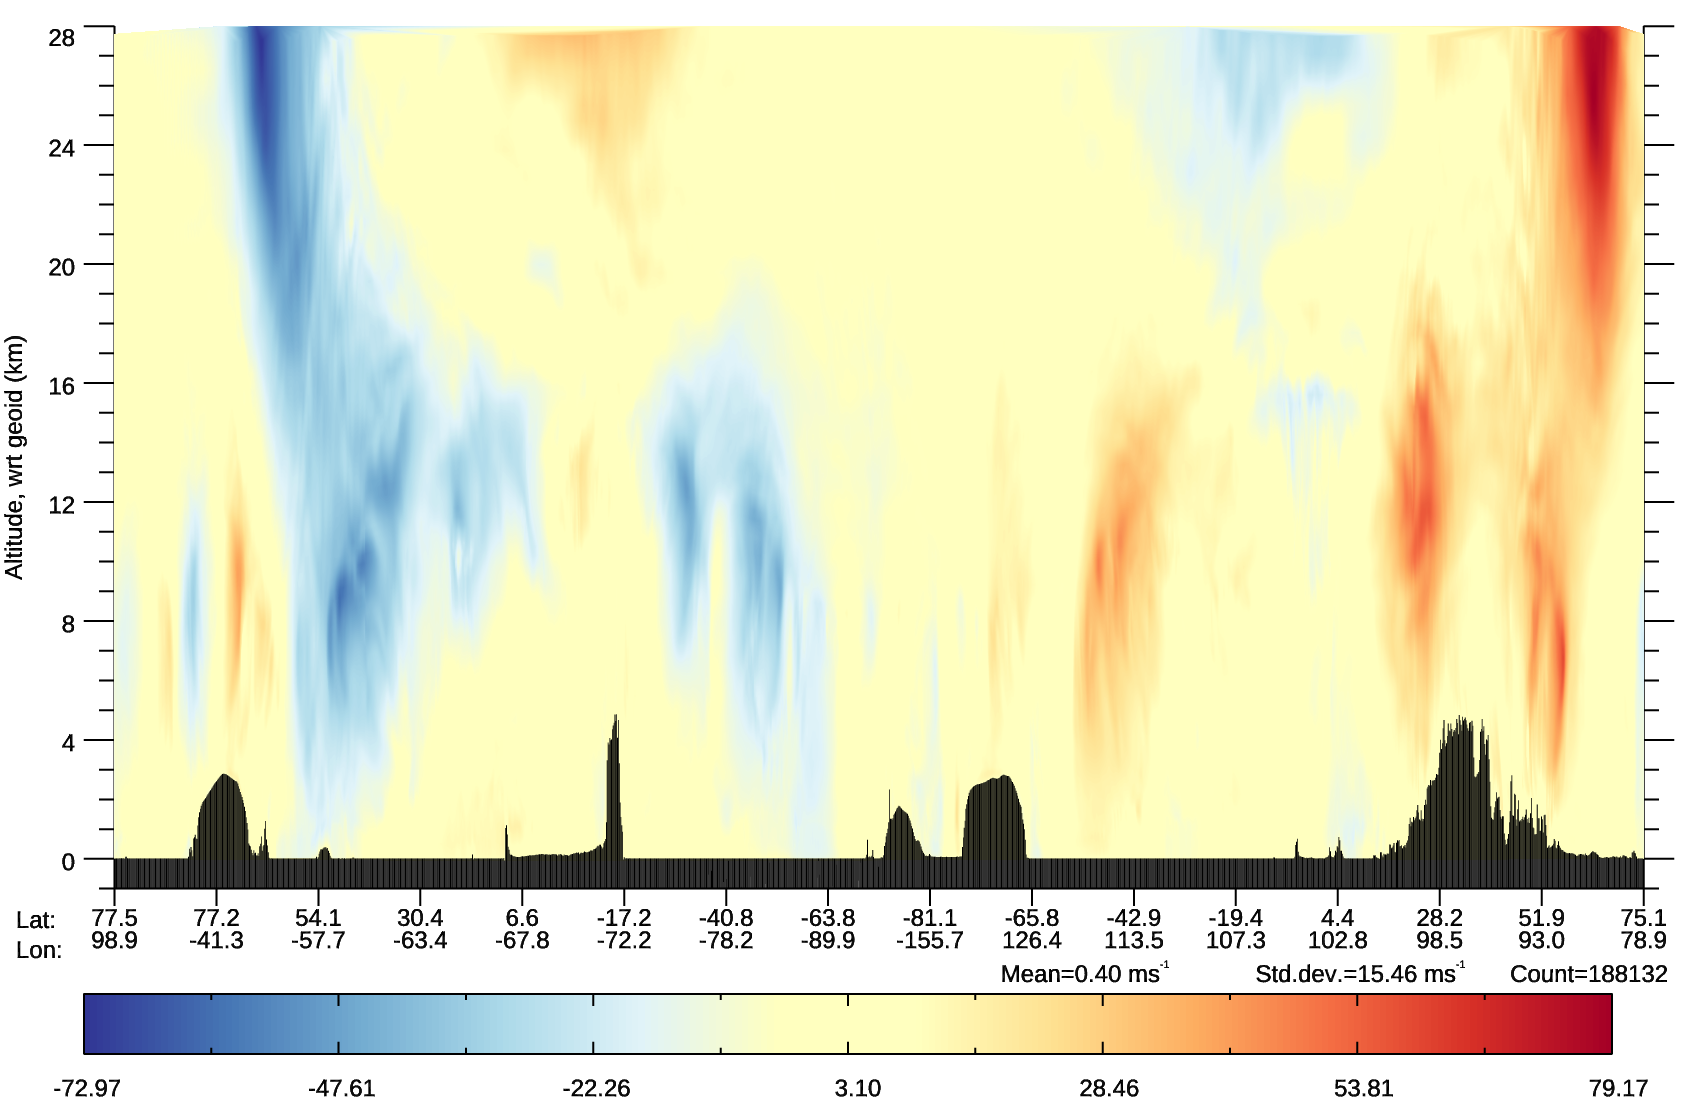 28
24
20
16
12
8
4
0
Altitude, wrt geoid (km)
Lat: 77.5 77.2 54.1 30.4 6.6 -17.2 -40.8 -63.8 -81.1 -65.8 -42.9 -19.4 4.4 28.2 51.9 75.1
Lon: 98.9 -41.3 -57.7 -63.4 -67.8 -72.2 -78.2 -89.9 -155.7 126.4 113.5 107.3 102.8 98.5 93.0 78.9
Mean=0.40 ms-1 Std.dev.=15.46 ms-1 Count=188132
-72.97 -47.61 -22.26 3.10 28.46 53.81 79.17